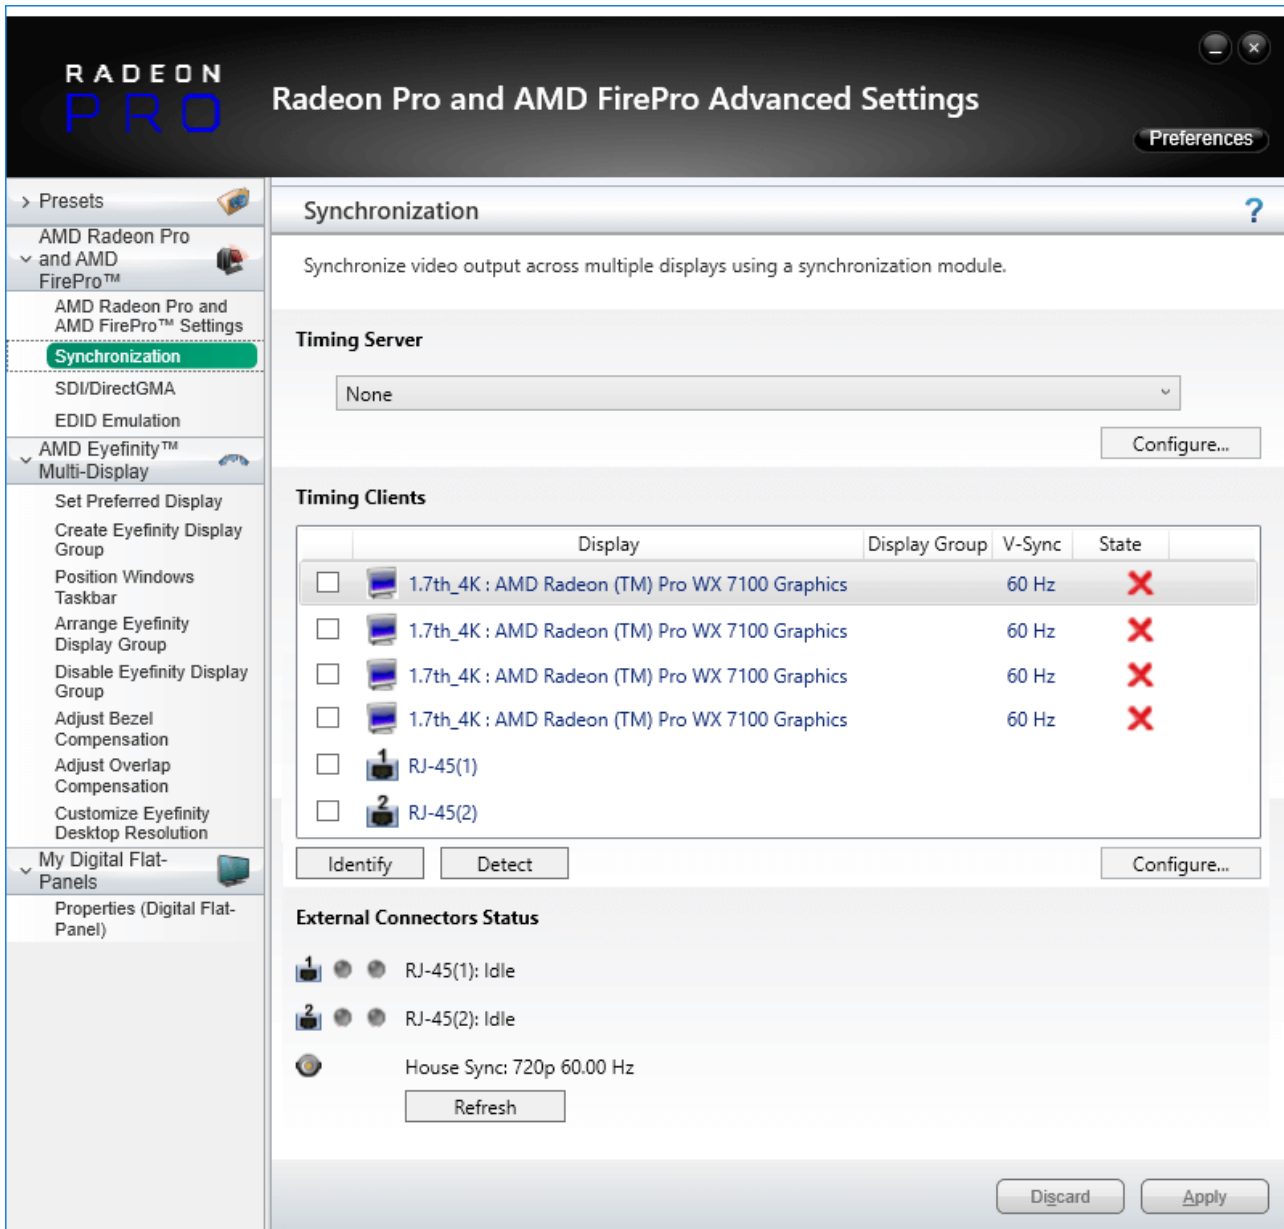 RADEON
PRO
Radeon Pro and AMD FirePro Advanced Settings
Preferences
Presets
AMD Radeon Pro
and AMD
FirePro™
AMD Radeon Pro and
AMD FirePro™ Settings
Synchronization
SDI/DirectGMA
EDID Emulation
AMD Eyefinity™
Multi-Display
Set Preferred Display
Create Eyefinity Display
Group
Position Windows
Taskbar
Arrange Eyefinity
Display Group
Disable Eyefinity Display
Group
Adjust Bezel
Compensation
Adjust Overlap
Compensation
Customize Eyefinity
Desktop Resolution
My Digital Flat-
Panels
Properties (Digital Flat-
Panel)
Synchronization ?
Synchronize video output across multiple displays using a synchronization module.
Timing Server
None
Configure...
Timing Clients
Display Display Group V-Sync State
1.7th_4K : AMD Radeon (TM) Pro WX 7100 Graphics 60 Hz
1.7th_4K : AMD Radeon (TM) Pro WX 7100 Graphics 60 Hz
1.7th_4K : AMD Radeon (TM) Pro WX 7100 Graphics 60 Hz
1.7th_4K : AMD Radeon (TM) Pro WX 7100 Graphics 60 Hz
1 RJ-45(1)
2 RJ-45(2)
Identify Detect Configure...
External Connectors Status
1 RJ-45(1): Idle
2 RJ-45(2): Idle
House Sync: 720p 60.00 Hz
Refresh
Discard Apply